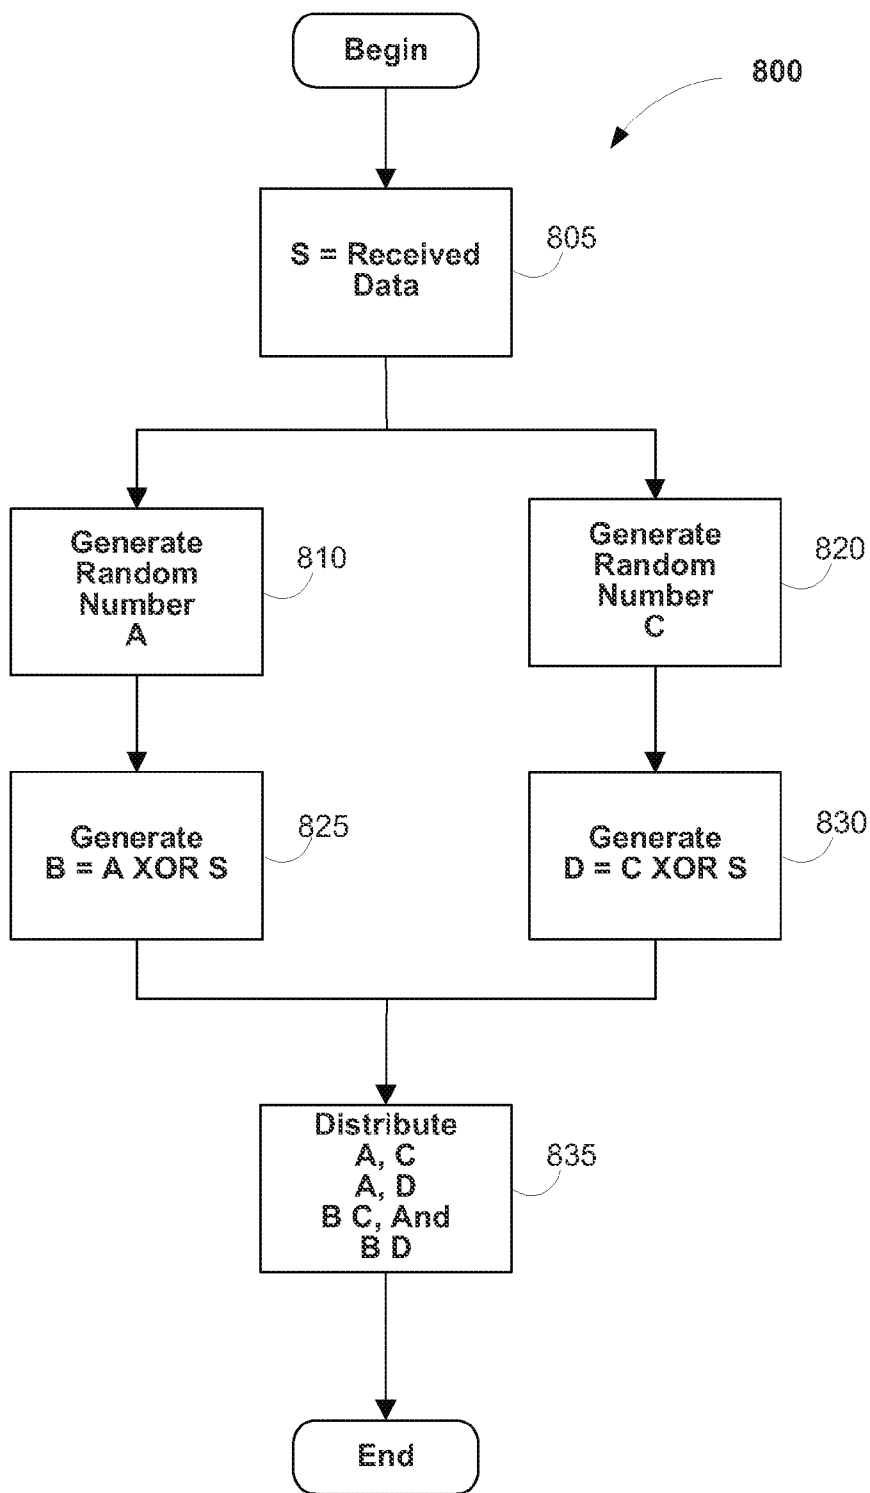 Begin
800
S = Received
Data
805
Generate
Random
Number
A
810
Generate
Random
Number
C
820
Generate
B = A XOR S
825
Generate
D = C XOR S
830
Distribute
A, C
A, D
B C, And
B D
835
End